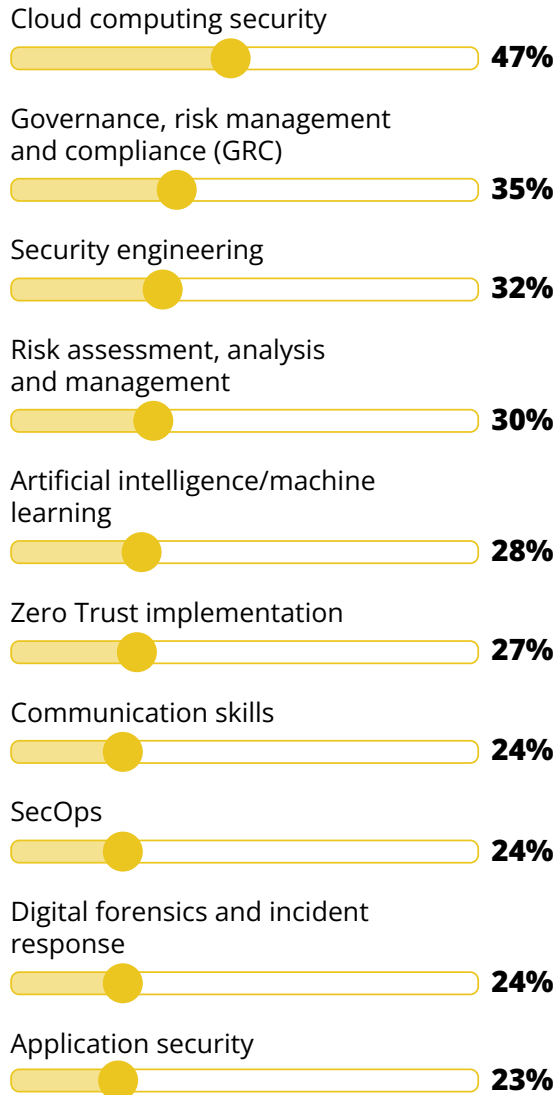 Cloud computing security
47%
Governance, risk management
and compliance (GRC)
35%
Security engineering
32%
Risk assessment, analysis
and management
30%
Artificial intelligence/machine
learning
28%
Zero Trust implementation
27%
Communication skills
24%
SecOps
24%
Digital forensics and incident
response
24%
Application security
23%